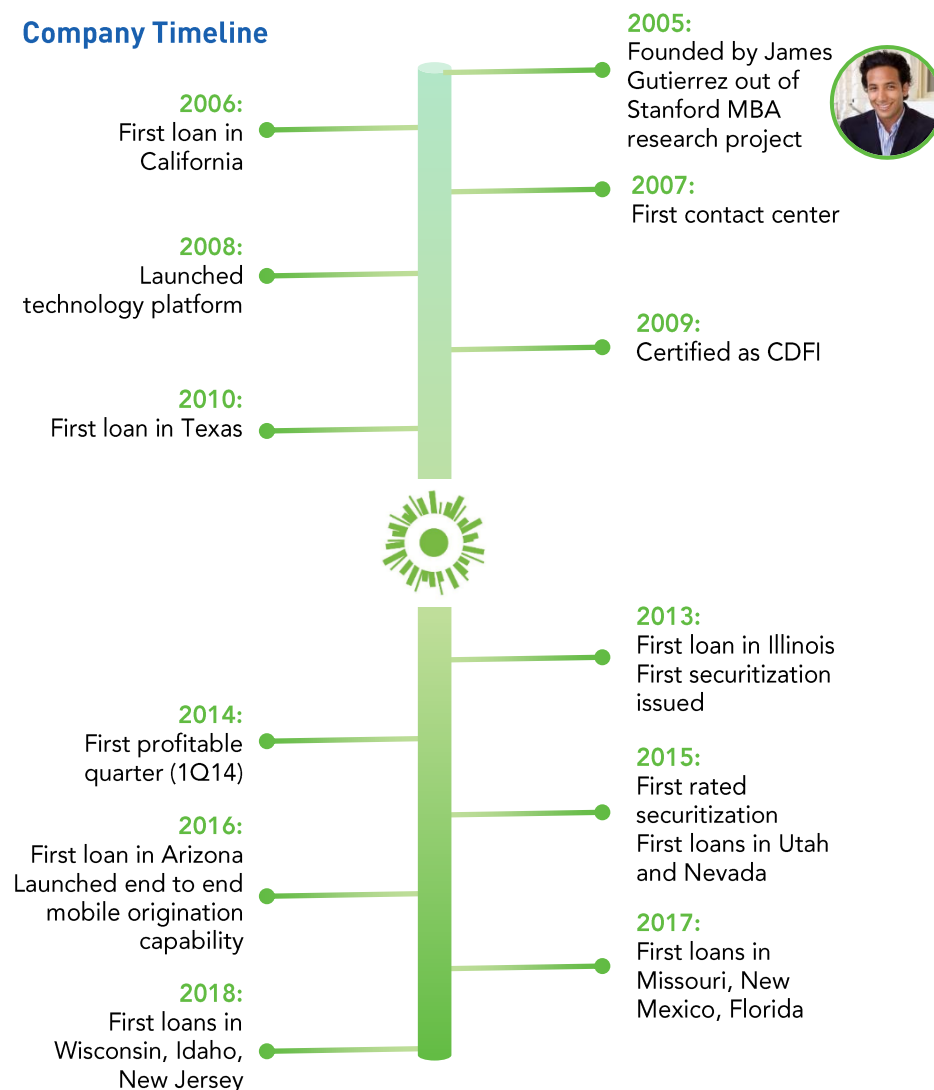 Company Timeline
2005:
Founded by James
Gutierrez out of
Stanford MBA
research project
2006:
First loan in
California
2007:
First contact center
2008:
Launched
technology platform
2009:
Certified as CDFI
2010:
First loan in Texas
2013:
First loan in Illinois
First securitization
issued
2014:
First profitable
quarter (1Q14)
2015:
First rated
securitization
First loans in Utah
and Nevada
2016:
First loan in Arizona
Launched end to end
mobile origination
capability
2017:
First loans in
Missouri, New
Mexico, Florida
2018:
First loans in
Wisconsin, Idaho,
New Jersey